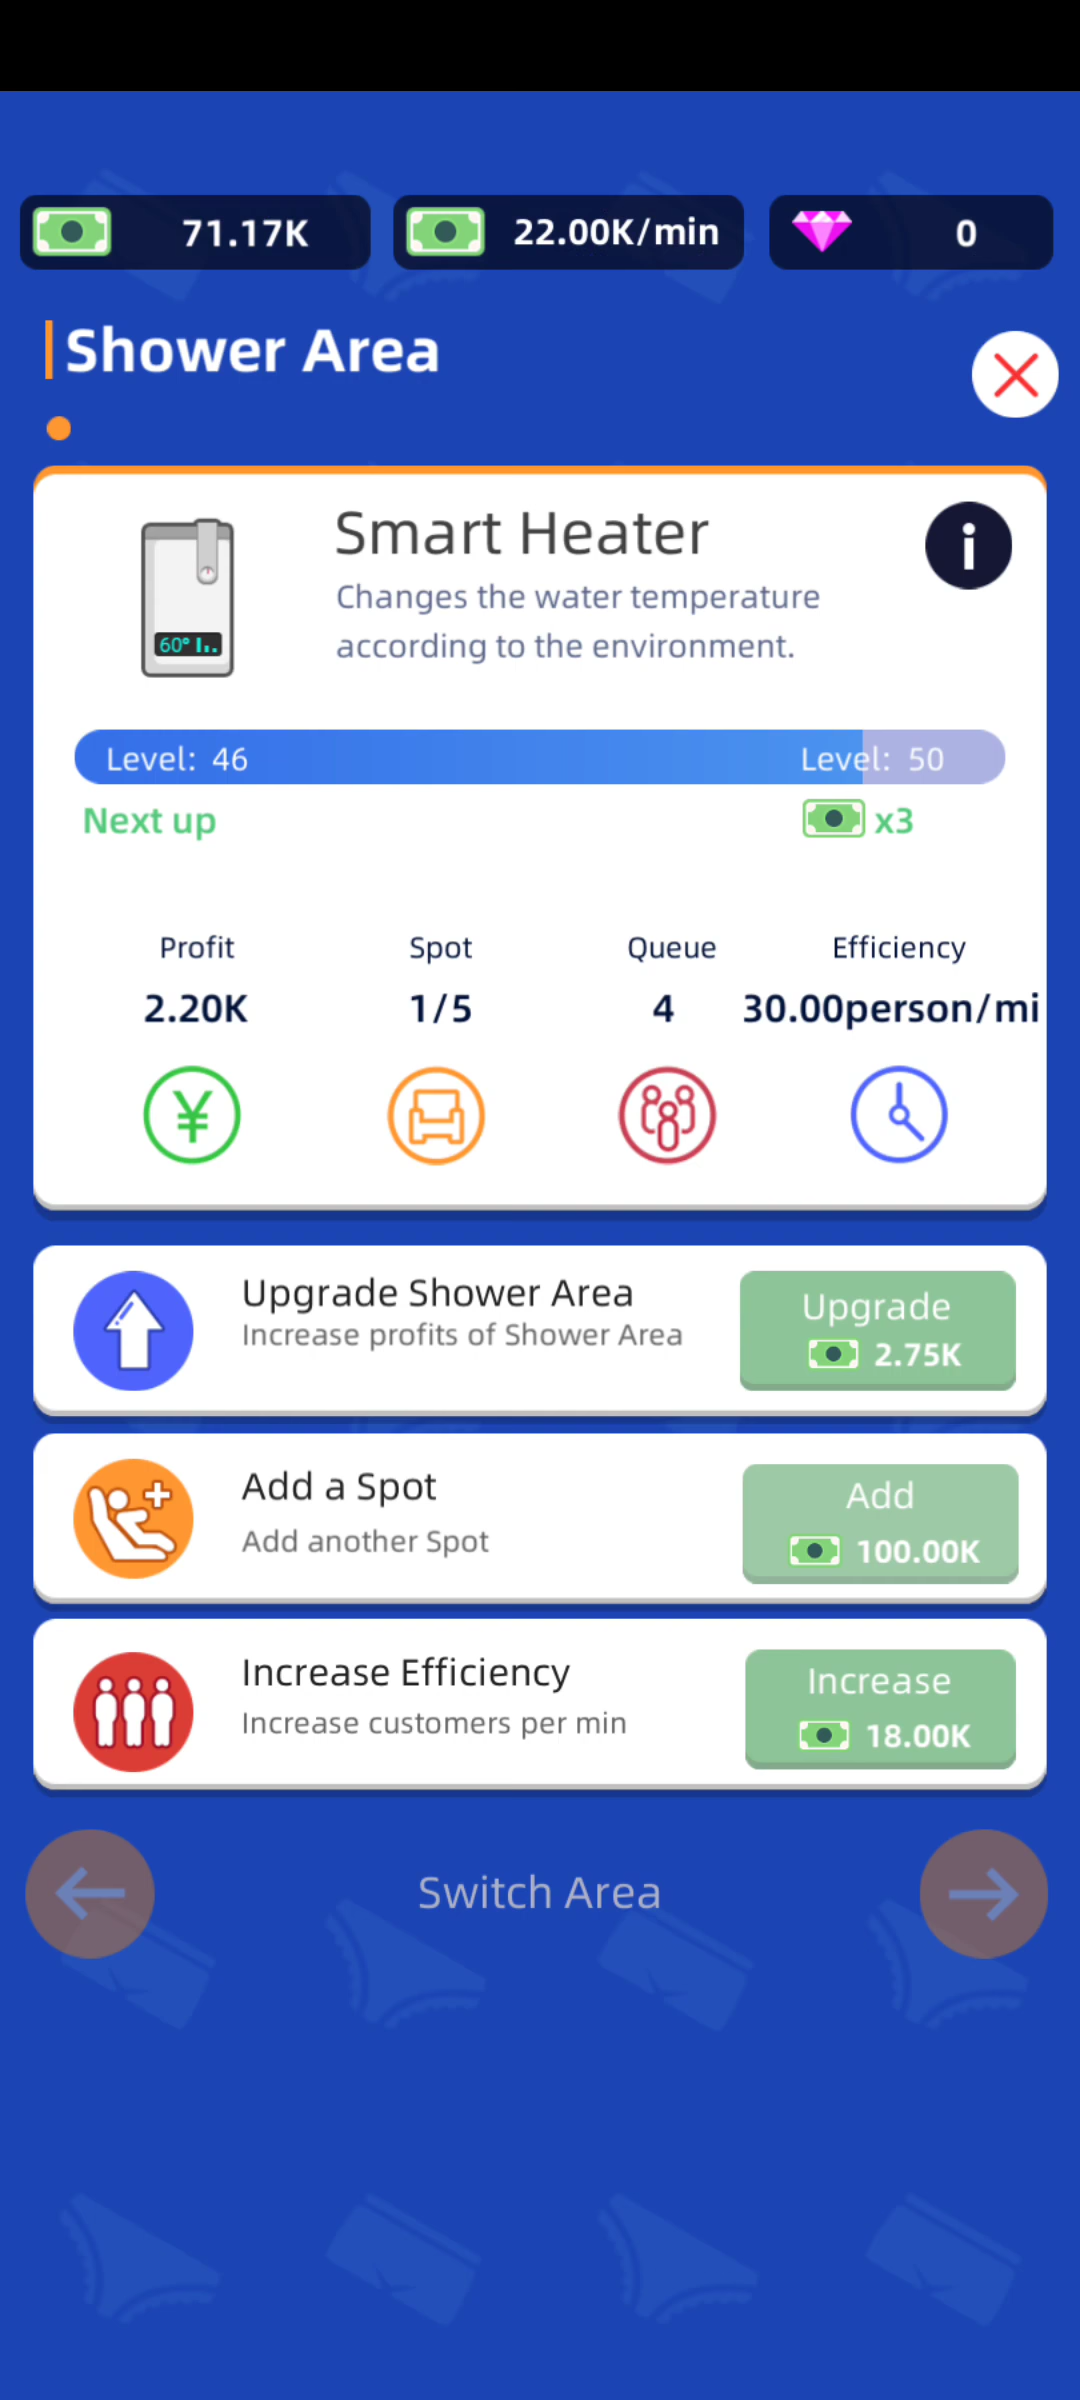 71.17K
22.00K/min
0
Shower Area
Smart Heater
Changes the water temperature
according to the environment.
60°
Level: 46
Level: 50
Next up
x3
Profit
Spot
Queue
Efficiency
2.20K
1/5
4
30.00person/mi
¥
Upgrade Shower Area
Increase profits of Shower Area
Upgrade
2.75K
Add a Spot
Add another Spot
Add
100.00K
Increase Efficiency
Increase customers per min
Increase
18.00K
Switch Area